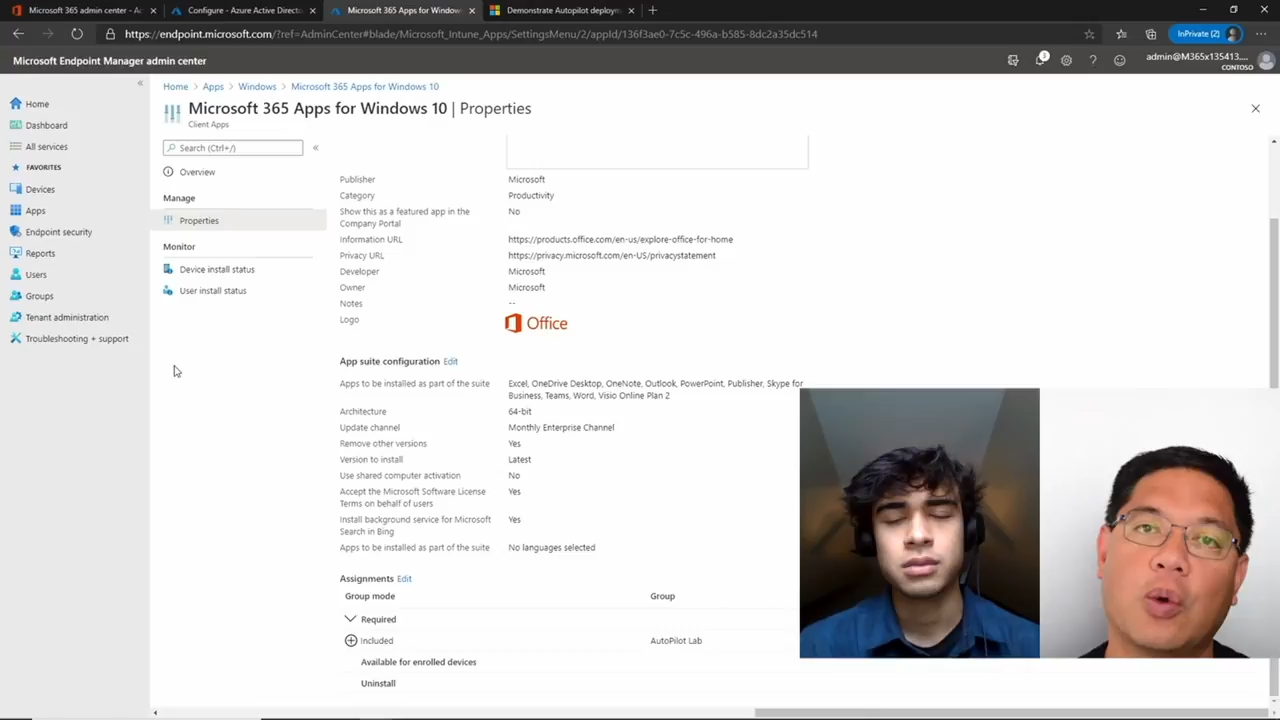 Microsoft 365 admin center - A
Configure - Azure Active Directo
Microsoft 365 Apps for Window
Demonstrate Autopilot deploym
https://endpoint.microsoft.com/?ref=AdminCenter#blade/Microsoft_Intune_Apps/SettingsMenu/2/appId/136f3ae0-7c5c-496a-b585-8dc2a35dc514
InPrivate (2)
Microsoft Endpoint Manager admin center
3
admin@M365x135413....
CONTOSO
Home
Dashboard
All services
FAVORITES
Devices
Apps
Endpoint security
Reports
Users
Groups
Tenant administration
Troubleshooting + support
Home > Apps > Windows > Microsoft 365 Apps for Windows 10
Microsoft 365 Apps for Windows 10 | Properties
Client Apps
Search (Ctrl+/)
Overview
Manage
Properties
Monitor
Device install status
User install status
Publisher Microsoft
Category Productivity
Show this as a featured app in the No
Company Portal
Information URL https://products.office.com/en-us/explore-office-for-home
Privacy URL https://privacy.microsoft.com/en-US/privacystatement
Developer Microsoft
Owner Microsoft
Notes --
Logo Office
App suite configuration Edit
Apps to be installed as part of the suite Excel, OneDrive Desktop, OneNote, Outlook, PowerPoint, Publisher, Skype for
Business, Teams, Word, Visio Online Plan 2
Architecture 64-bit
Update channel Monthly Enterprise Channel
Remove other versions Yes
Version to install Latest
Use shared computer activation No
Accept the Microsoft Software License Yes
Terms on behalf of users
Install background service for Microsoft Yes
Search in Bing
Apps to be installed as part of the suite No languages selected
Assignments Edit
Group mode Group
Required
Included AutoPilot Lab
Available for enrolled devices
Uninstall